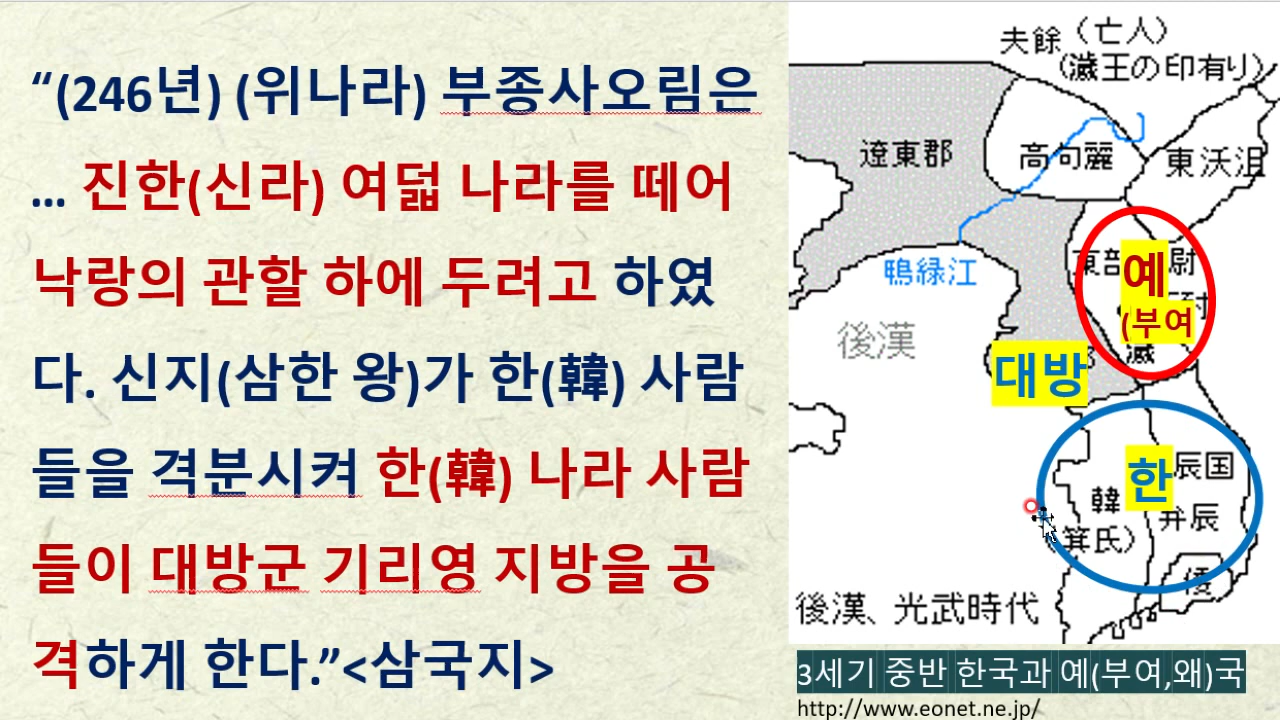 “(246년) (위나라) 부종사오림은
... 진한(신라) 여덟 나라를 떼어
낙랑의 관할 하에 두려고 하였
다. 신지(삼한 왕)가 한(韓) 사람
들을 격분시켜 한(韓) 나라 사람
들이 대방군 기리영 지방을 공
격하게 한다.”<삼국지>
夫餘 (亡人)
(濊王の印有り)
遼東郡
高句麗
東沃沮
鴨緑江
東部
尉
예
(부여
濊
後漢
대방
한
辰国
韓
弁辰
(箕氏)
倭
後漢、光武時代
3세기 중반 한국과 예(부여,왜)국
http://www.eonet.ne.jp/